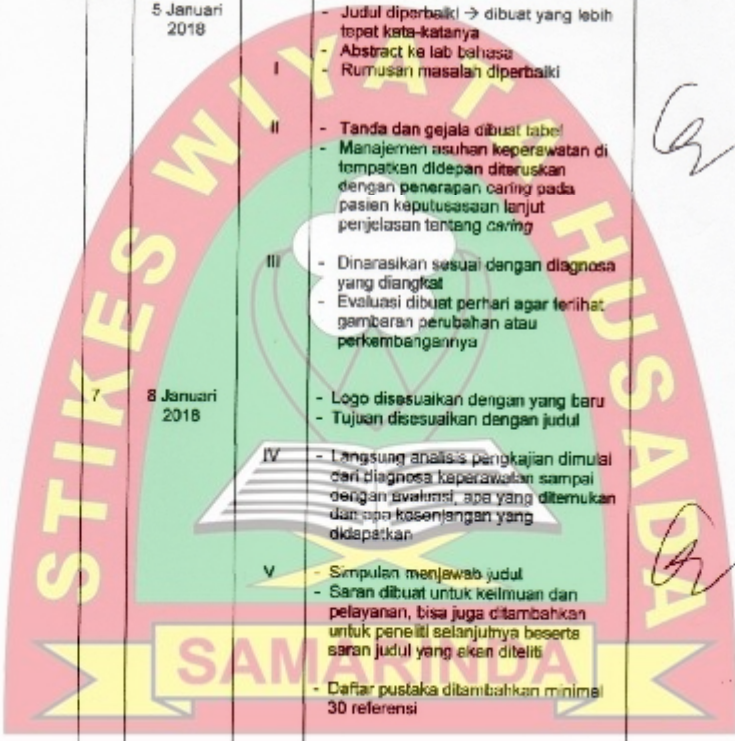 5 Januari
2018
- Judul diperbaiki → dibuat yang lebih
tepat kata-katanya
- Abstract ke lab bahasa
I - Rumusan masalah diperbaiki
II - Tanda dan gejala dibuat tabel
- Manajemen asuhan keperawatan di
tempatkan didepan diteruskan
dengan penerapan caring pada
pasien keputusasaan lanjut
penjelasan tentang caring
III - Dinarasikan sesuai dengan diagnosa
yang diangkat
- Evaluasi dibuat perhari agar terlihat
gambaran perubahan atau
perkembangannya
7 8 Januari
2018
- Logo disesuaikan dengan yang baru
- Tujuan disesuaikan dengan judul
IV - Langsung analisis pengkajian dimulai
dari diagnosa keperawatan sampai
dengan evaluasi, apa yang ditemukan
dan apa kesenjangan yang
didapatkan
V - Simpulan menjawab judul
- Saran dibuat untuk keilmuan dan
pelayanan, bisa juga ditambahkan
untuk peneliti selanjutnya beserta
saran judul yang akan diteliti
- Daftar pustaka ditambahkan minimal
30 referensi
STIKES WIYATA HUSADA
SAMARINDA